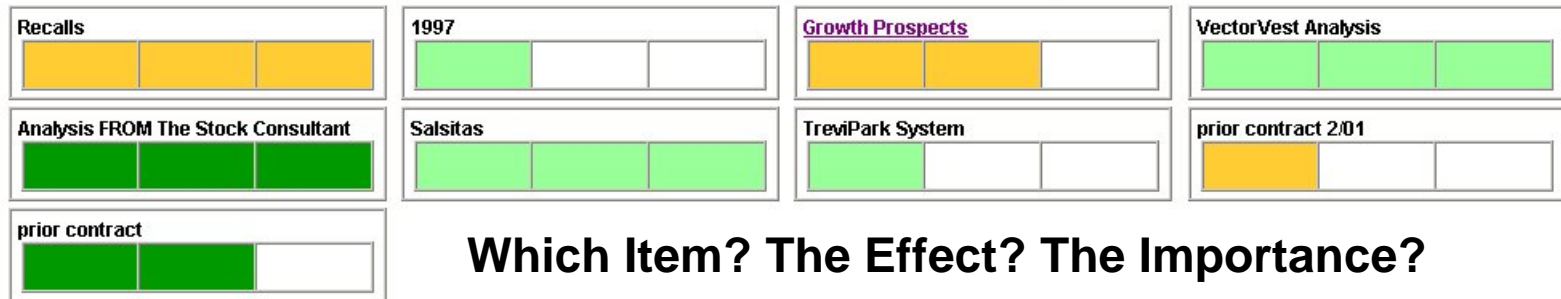 Recalls
1997
Growth Prospects
VectorVest Analysis
Analysis FROM The Stock Consultant
Salsitas
TreviPark System
prior contract 2/01
prior contract
Which Item? The Effect? The Importance?